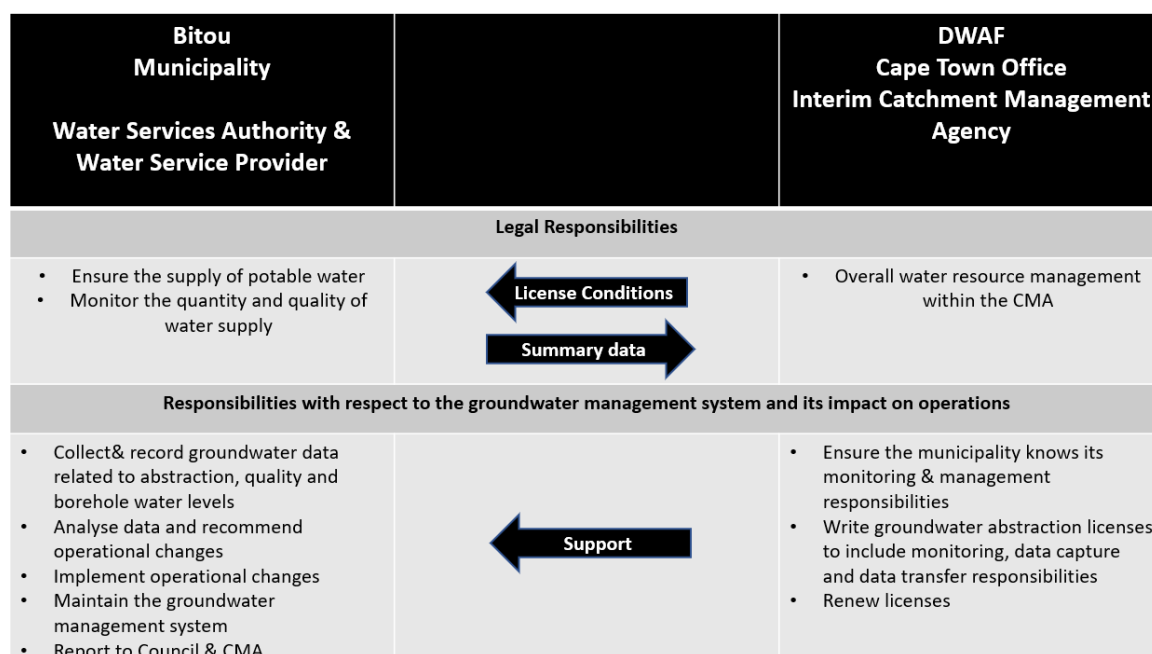 Bitou
Municipality
Water Services Authority &
Water Service Provider
DWAF
Cape Town Office
Interim Catchment Management
Agency
Legal Responsibilities
• Ensure the supply of potable water
• Monitor the quantity and quality of
water supply
License Conditions
Summary data
• Overall water resource management
within the CMA
Responsibilities with respect to the groundwater management system and its impact on operations
• Collect& record groundwater data
related to abstraction, quality and
borehole water levels
• Analyse data and recommend
operational changes
• Implement operational changes
• Maintain the groundwater
management system
• Report to Council & CMA
Support
• Ensure the municipality knows its
monitoring & management
responsibilities
• Write groundwater abstraction licenses
to include monitoring, data capture
and data transfer responsibilities
• Renew licenses